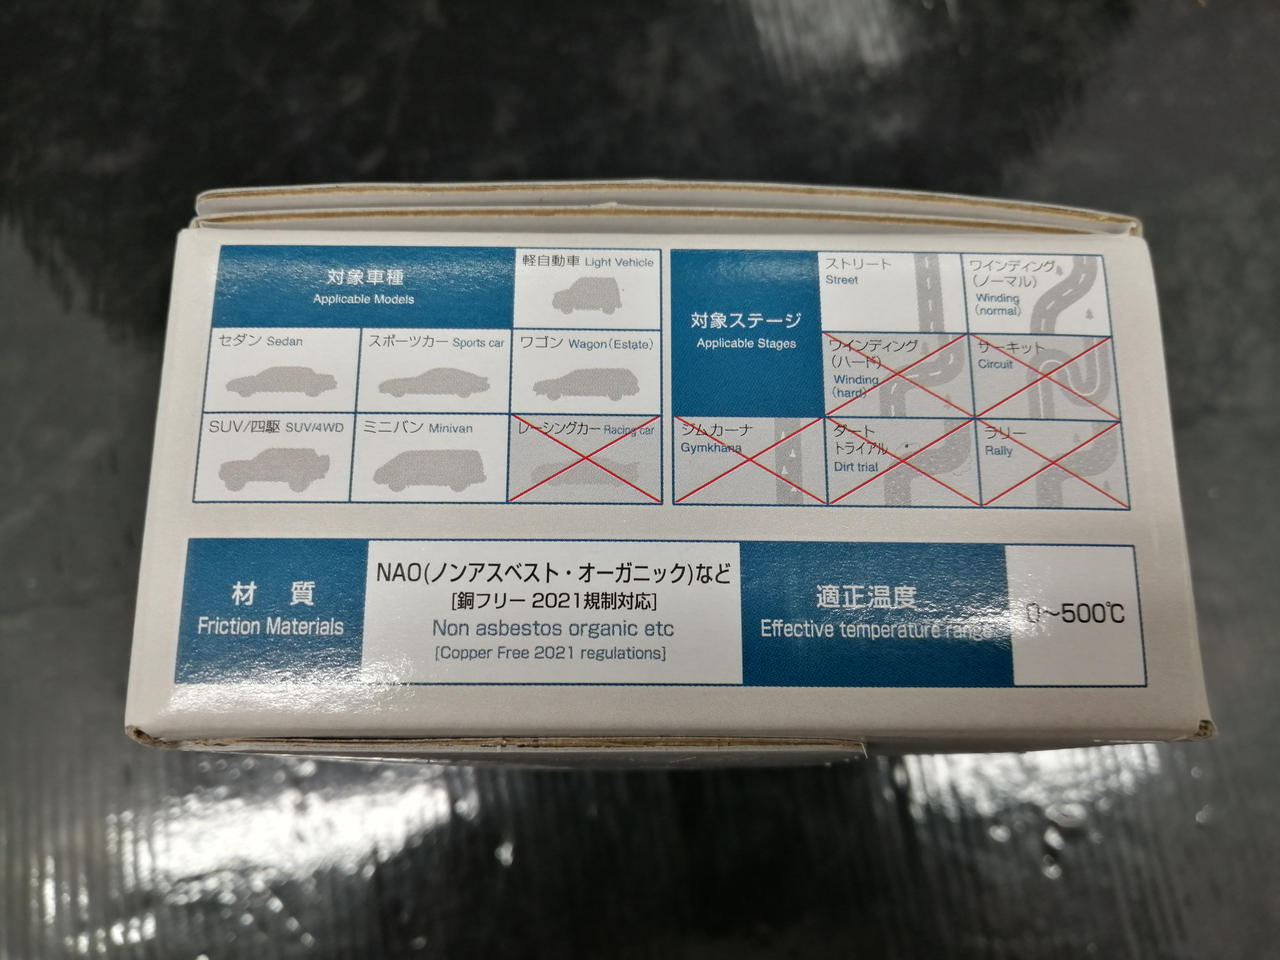 対象車種
Applicable Models
軽自動車 Light Vehicle
セダン Sedan
スポーツカー Sports car
ワゴン Wagon(Estate)
SUV/四駆 SUV/4WD
ミニバン Minivan
レーシングカー Racing car
対象ステージ
Applicable Stages
ストリート
Street
ワインディング
(ノーマル)
Winding
(normal)
ワインディング
(ハード)
Winding
(hard)
サーキット
Circuit
ジムカーナ
Gymkhana
ダート
トライアル
Dirt trial
ラリー
Rally
材 質
Friction Materials
NAO(ノンアスベスト・オーガニック)など
[銅フリー 2021規制対応]
Non asbestos organic etc
[Copper Free 2021 regulations]
適正温度
Effective temperature range
0〜500℃